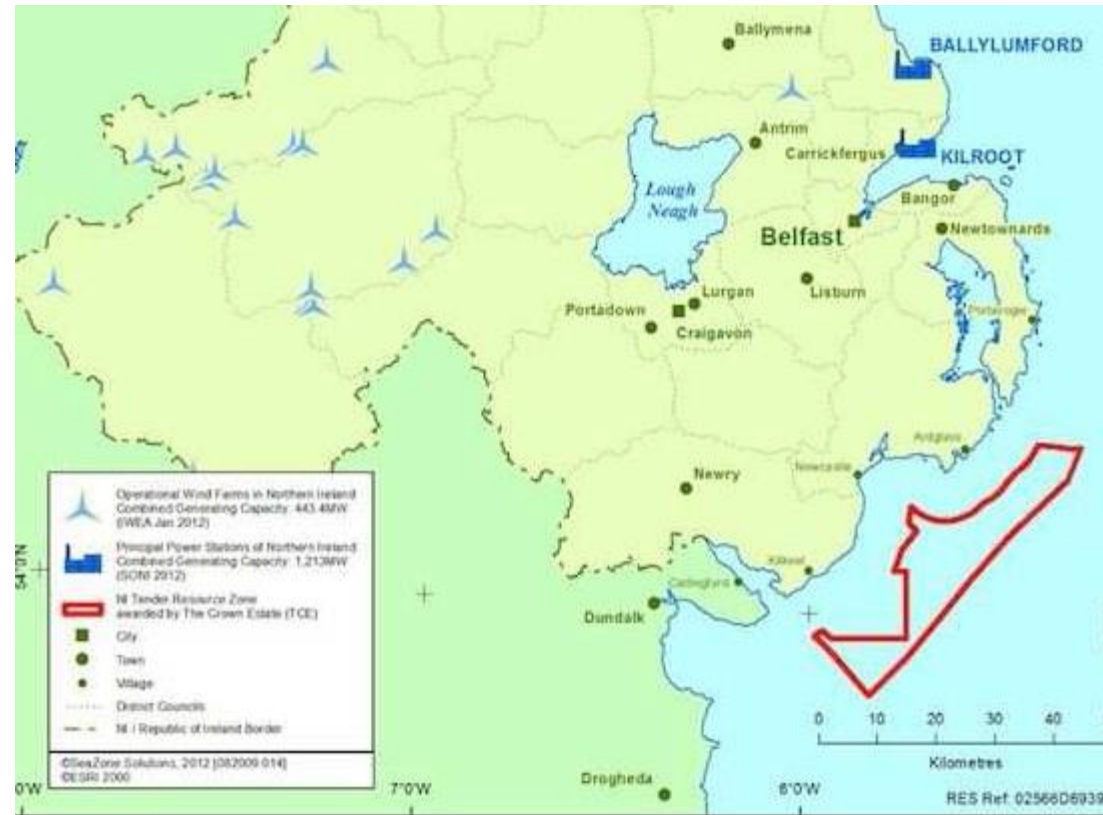 Ballymena
BALLYLUMFORD
Antrim
Carrickfergus
KILROOT
Lough
Neagh
Bangor
Belfast
Newtownards
Lurgan
Lisburn
Portadown
Craigavon
Portavogie
Ardglass
Newcastle
Newry
Kilkeel
Carlingford
Dundalk
Operational Wind Farms in Northern Ireland
Combined Generating Capacity: 443.4MW
(IWEA Jan 2012)
Principal Power Stations of Northern Ireland
Combined Generating Capacity: 1,213MW
(SONI 2012)
NI Tender Resource Zone
awarded by The Crown Estate (TCE)
City
Town
Village
District Councils
NI / Republic of Ireland Border
©SeaZone Solutions, 2012 [082009.014]
©ESRI 2000
54°0'N
0 10 20 30 40
Kilometres
Drogheda
0'W
7°0'W
6°0'W
RES Ref: 02566D6939